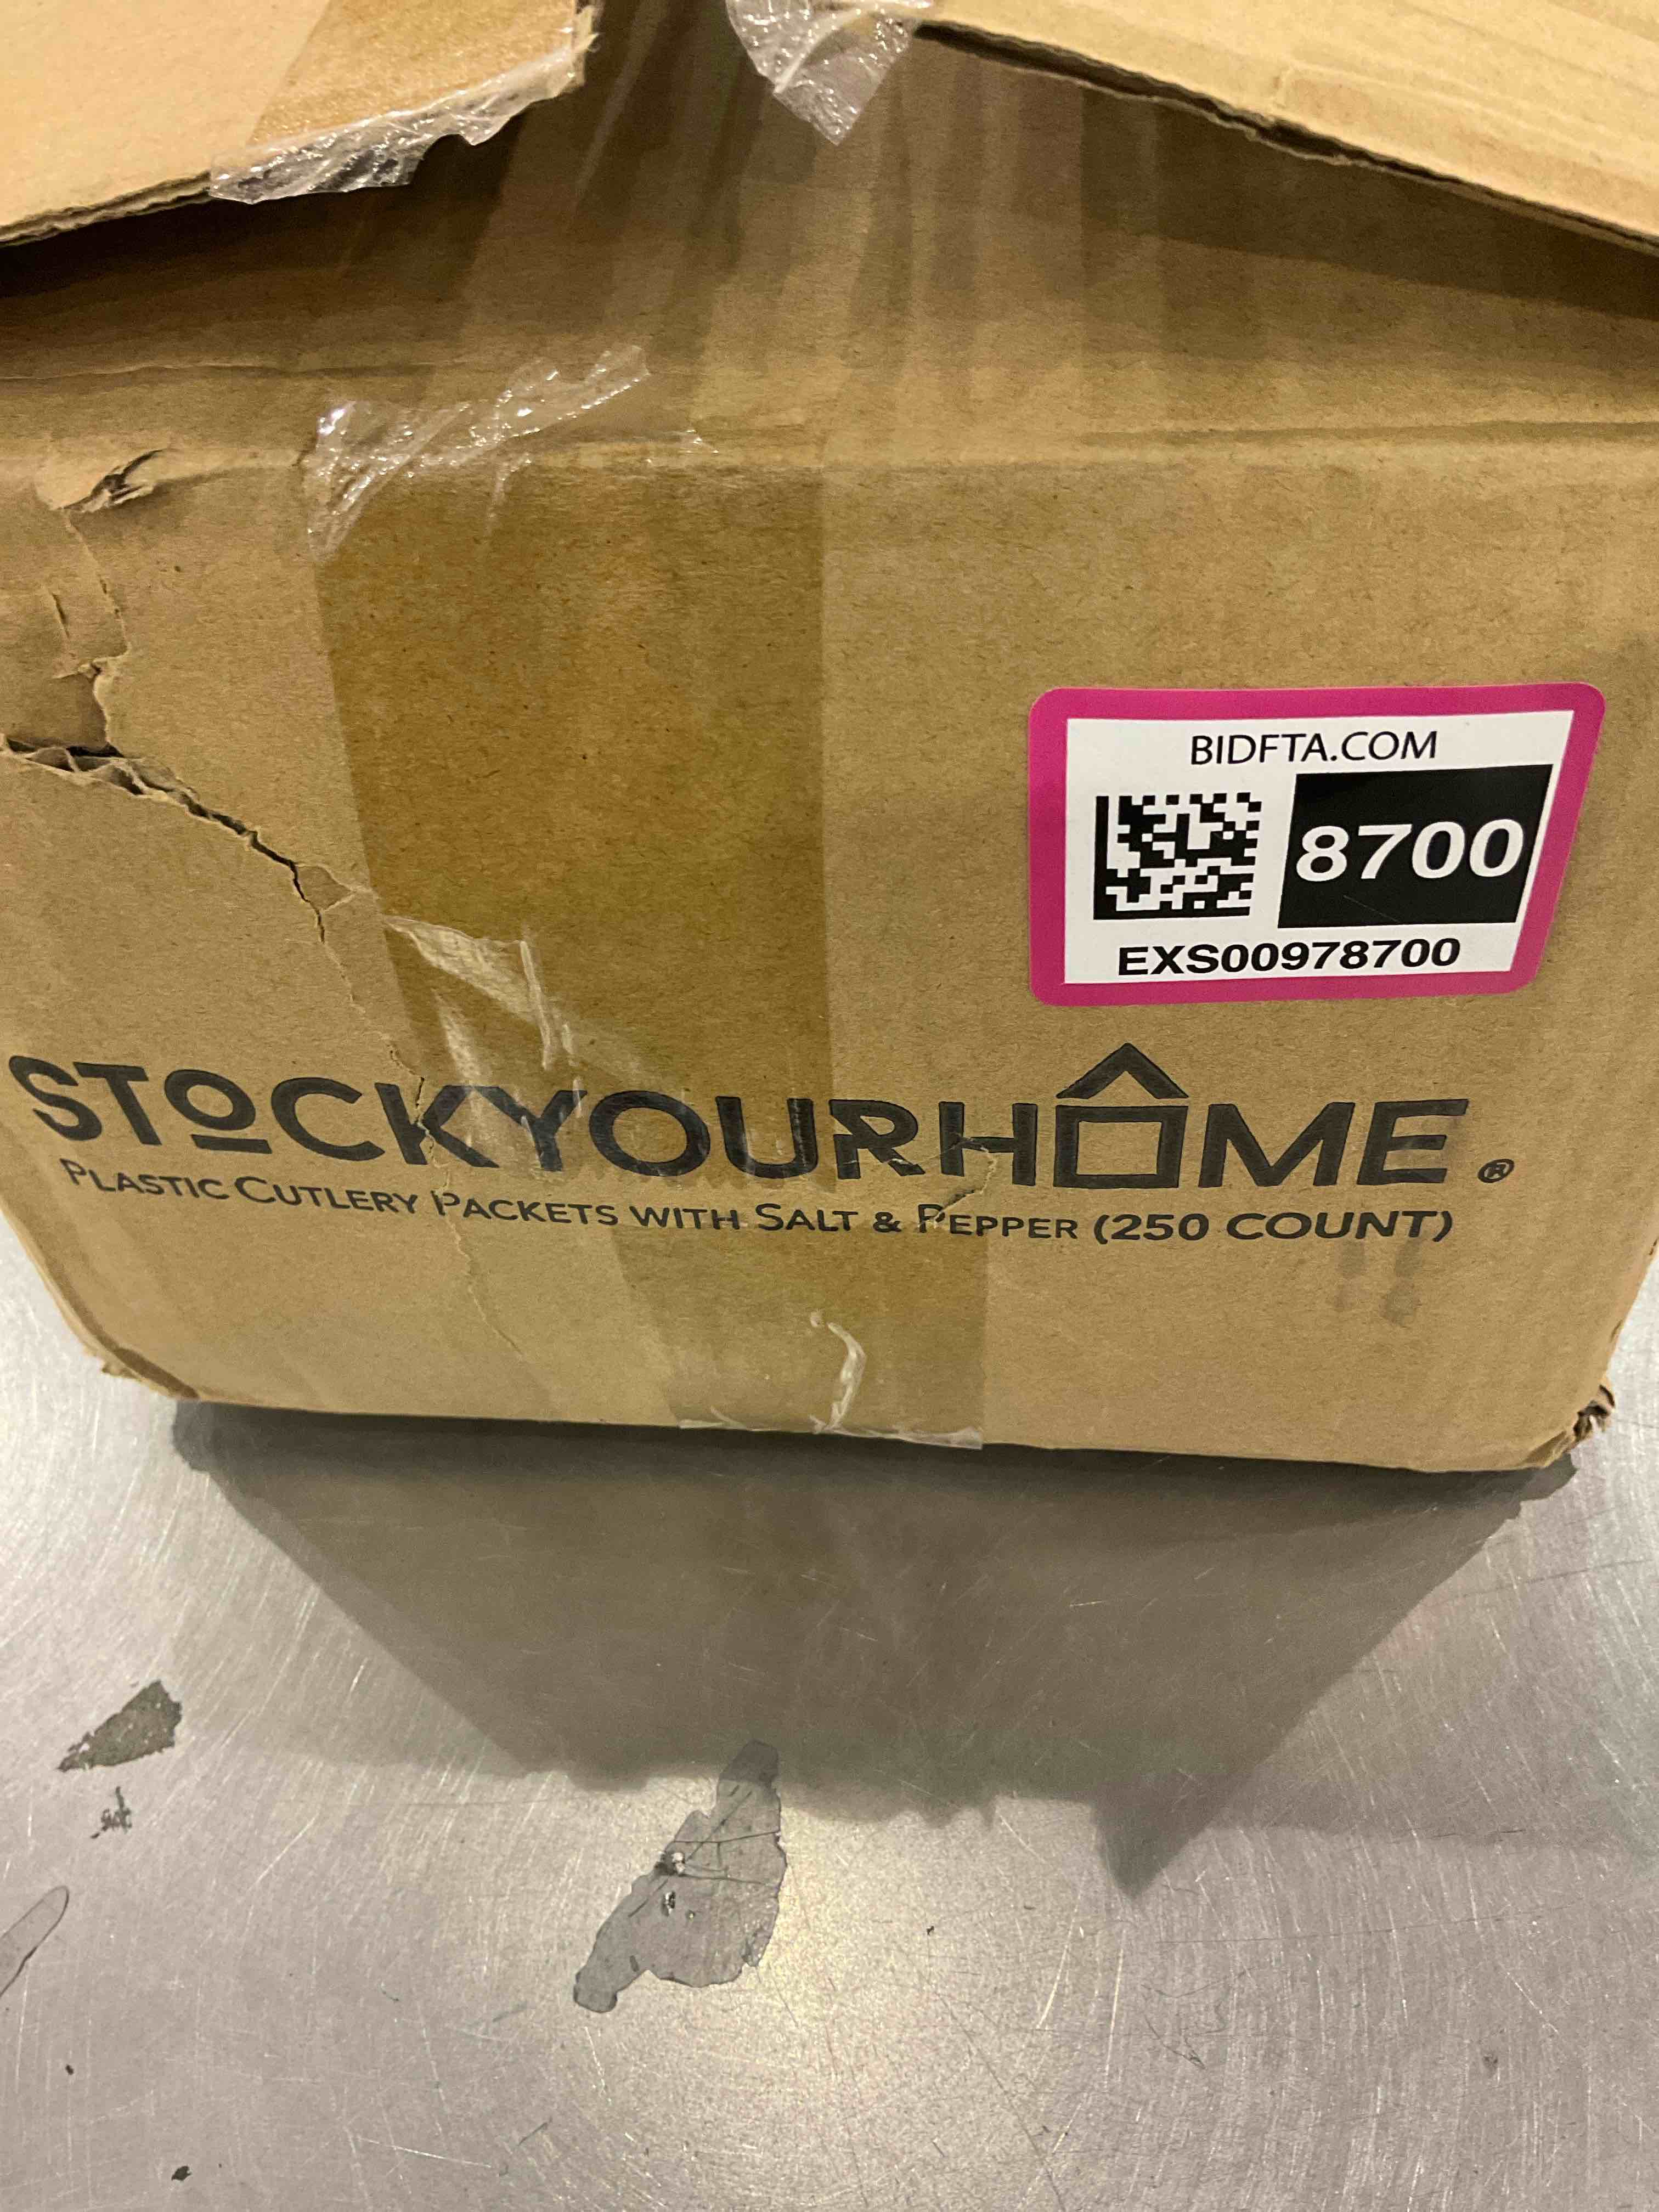 BIDFTA.COM
8700
EXS00978700
STOCKYOURHOME.®
PLASTIC CUTLERY PACKETS WITH SALT & PEPPER (250 COUNT)